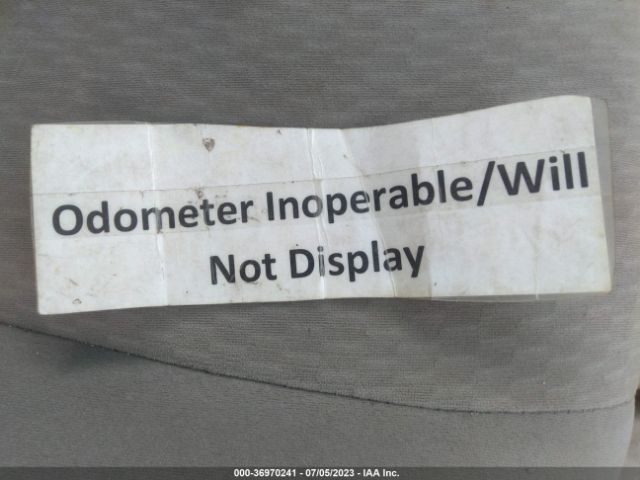 Odometer Inoperable/Will
Not Display
000-36970241 - 07/05/2023 - IAA Inc.